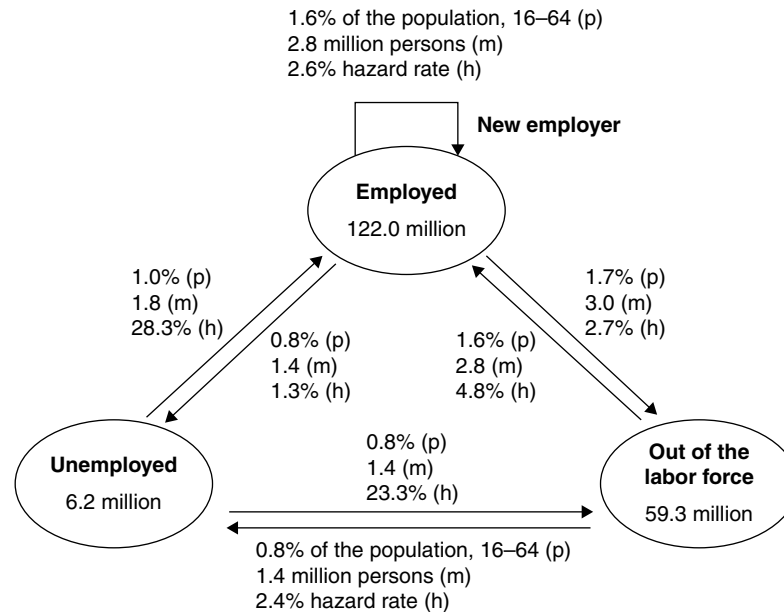 1.6% of the population, 16–64 (p)
2.8 million persons (m)
2.6% hazard rate (h)
New employer
Employed
122.0 million
1.0% (p)
1.8 (m)
28.3% (h)
0.8% (p)
1.4 (m)
1.3% (h)
1.6% (p)
2.8 (m)
4.8% (h)
1.7% (p)
3.0 (m)
2.7% (h)
Unemployed
6.2 million
0.8% (p)
1.4 (m)
23.3% (h)
Out of the
labor force
59.3 million
0.8% of the population, 16–64 (p)
1.4 million persons (m)
2.4% hazard rate (h)